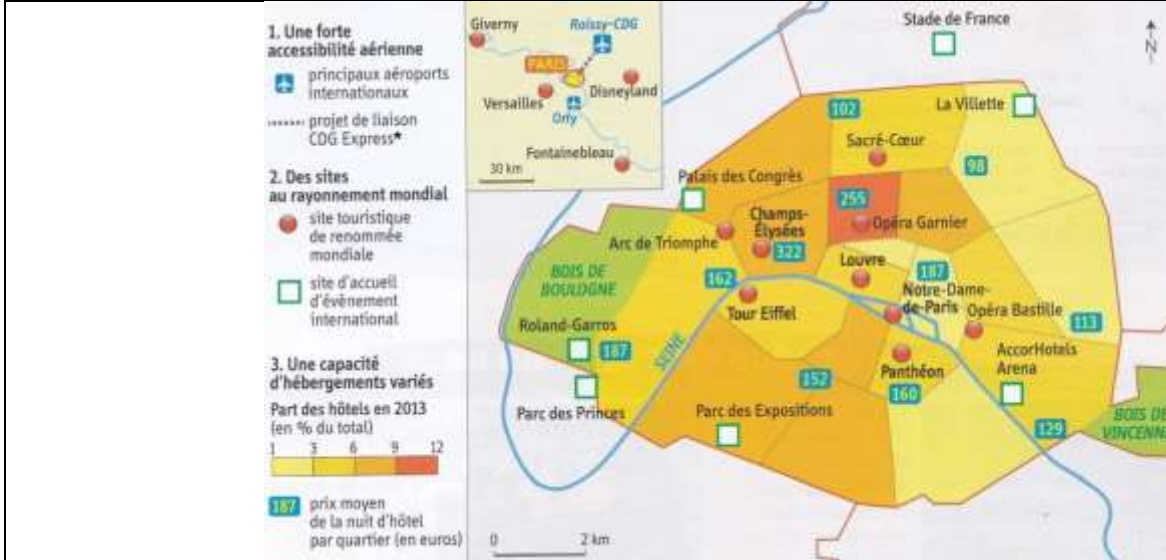 1. Une forte
accessibilité aérienne
principaux aéroports
internationaux
projet de liaison
CDG Express*
2. Des sites
au rayonnement mondial
site touristique
de renommée
mondiale
site d'accueil
d'évènement
international
3. Une capacité
d'hébergements variés
Part des hôtels en 2013
(en % du total)
1 3 6 9 12
187 prix moyen
de la nuit d'hôtel
par quartier (en euros)
Giverny
Roissy-CDG
PARIS
Versailles
Disneyland
Orly
Fontainebleau
30 km
Stade de France
N
La Villette
102
Sacré-Cœur
98
Palais des Congrès
255
Champs-
Élysées
322
Opéra Garnier
Arc de Triomphe
Louvre
187
BOIS DE
BOULOGNE
162
Notre-Dame-
de-Paris
Tour Eiffel
Opéra Bastille
113
Roland-Garros
187
SEINE
AccorHotels
Arena
Panthéon
152
160
Parc des Princes
Parc des Expositions
BOIS DE
VINCENNE
129
0 2 km